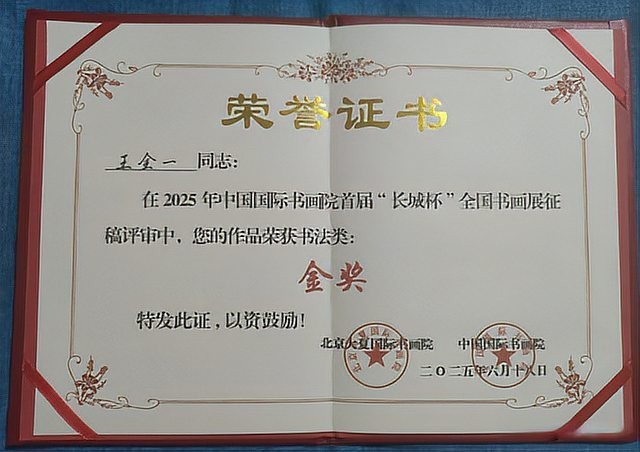 荣誉证书
王全一 同志：
在2025年中国国际书画院首届“长城杯”全国书画展征
稿评审中，您的作品荣获书法类：
金奖
特发此证，以资鼓励！
北京大夏国际书画院 中国国际书画院
二〇二五年六月十八日